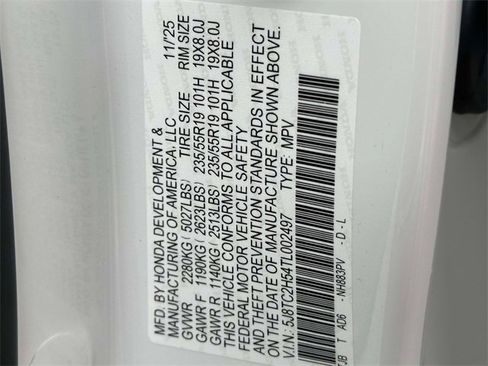 MFD. BY HONDA DEVELOPMENT &
MANUFACTURING OF AMERICA, LLC 11/25
GVWR 2280KG (5027LBS) TIRE SIZE RIM SIZE
GAWR F 1190KG (2623LBS) 235/55R19 101H 19X8.0J
GAWR R 1140KG (2513LBS) 235/55R19 101H 19X8.0J
THIS VEHICLE CONFORMS TO ALL APPLICABLE
FEDERAL MOTOR VEHICLE SAFETY
AND THEFT PREVENTION STANDARDS IN EFFECT
ON THE DATE OF MANUFACTURE SHOWN ABOVE.
V.I.N: 5J8TC2H54TL002497 TYPE: MPV
TJB T AD6 -NH883PV -D-L